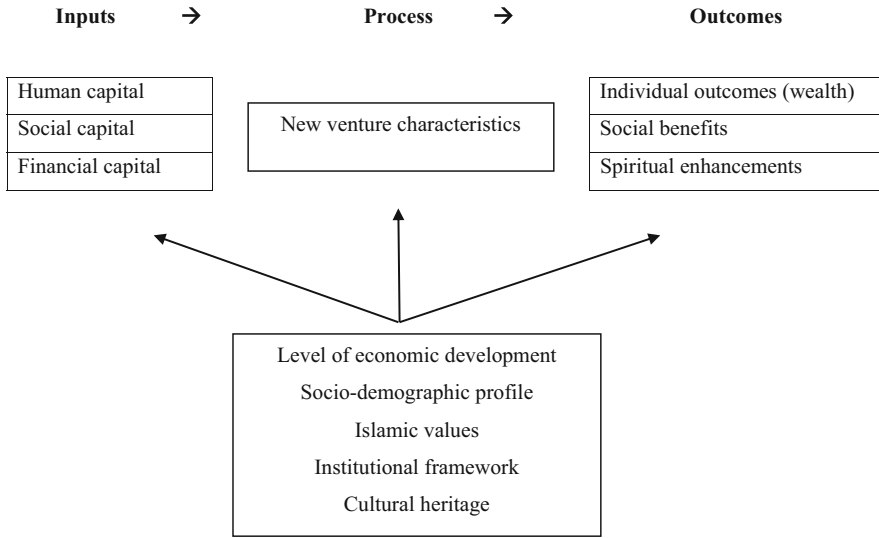 Inputs → Process → Outcomes
Human capital
Social capital
Financial capital
New venture characteristics
Individual outcomes (wealth)
Social benefits
Spiritual enhancements
Level of economic development
Socio-demographic profile
Islamic values
Institutional framework
Cultural heritage